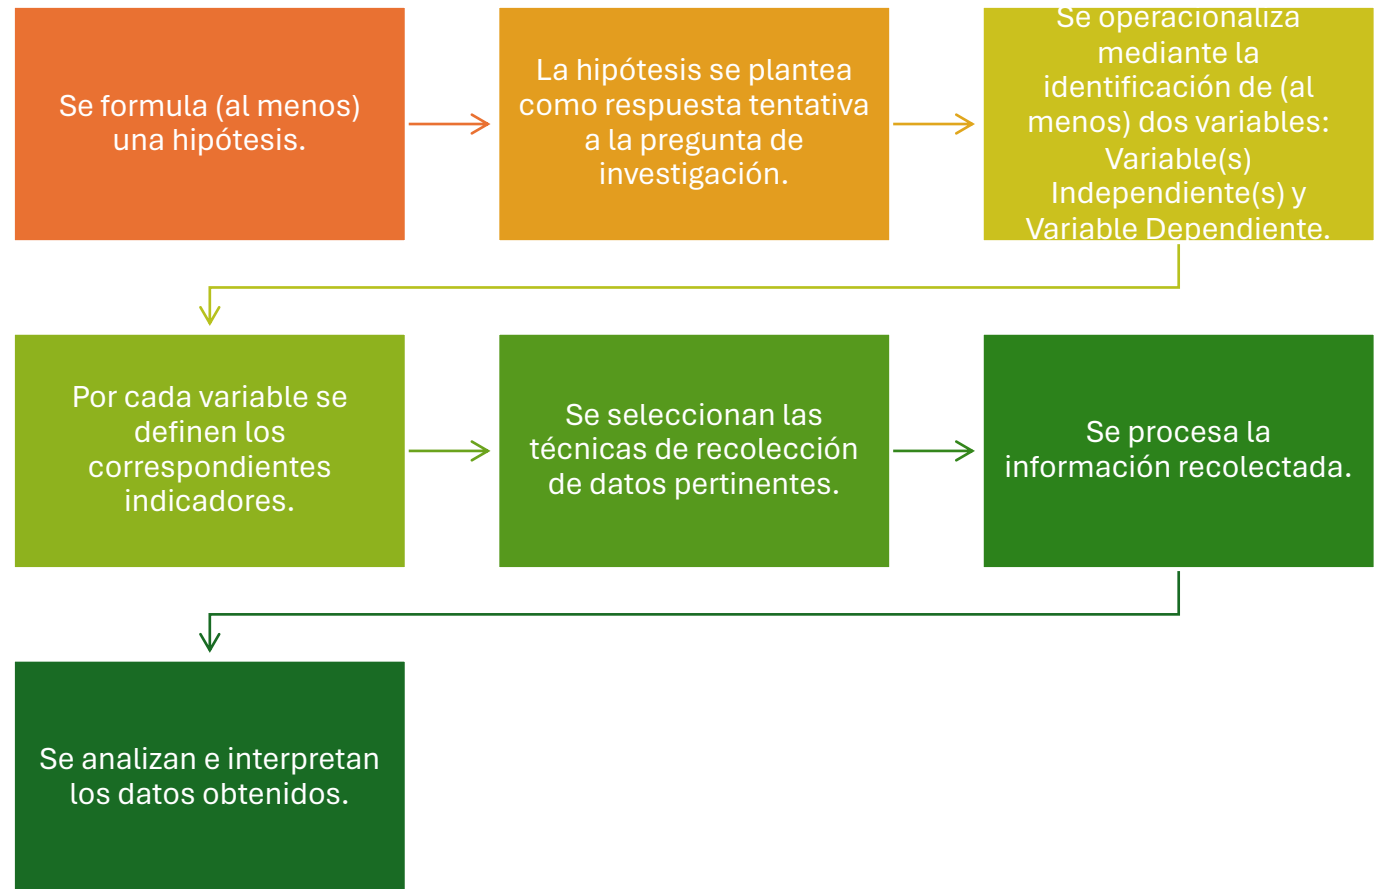 Se formula (al menos)
una hipótesis.
La hipótesis se plantea
como respuesta tentativa
a la pregunta de
investigación.
Se operacionaliza
mediante la
identificación de (al
menos) dos variables:
Variable(s)
Independiente(s) y
Variable Dependiente.
Por cada variable se
definen los
correspondientes
indicadores.
Se seleccionan las
técnicas de recolección
de datos pertinentes.
Se procesa la
información recolectada.
Se analizan e interpretan
los datos obtenidos.